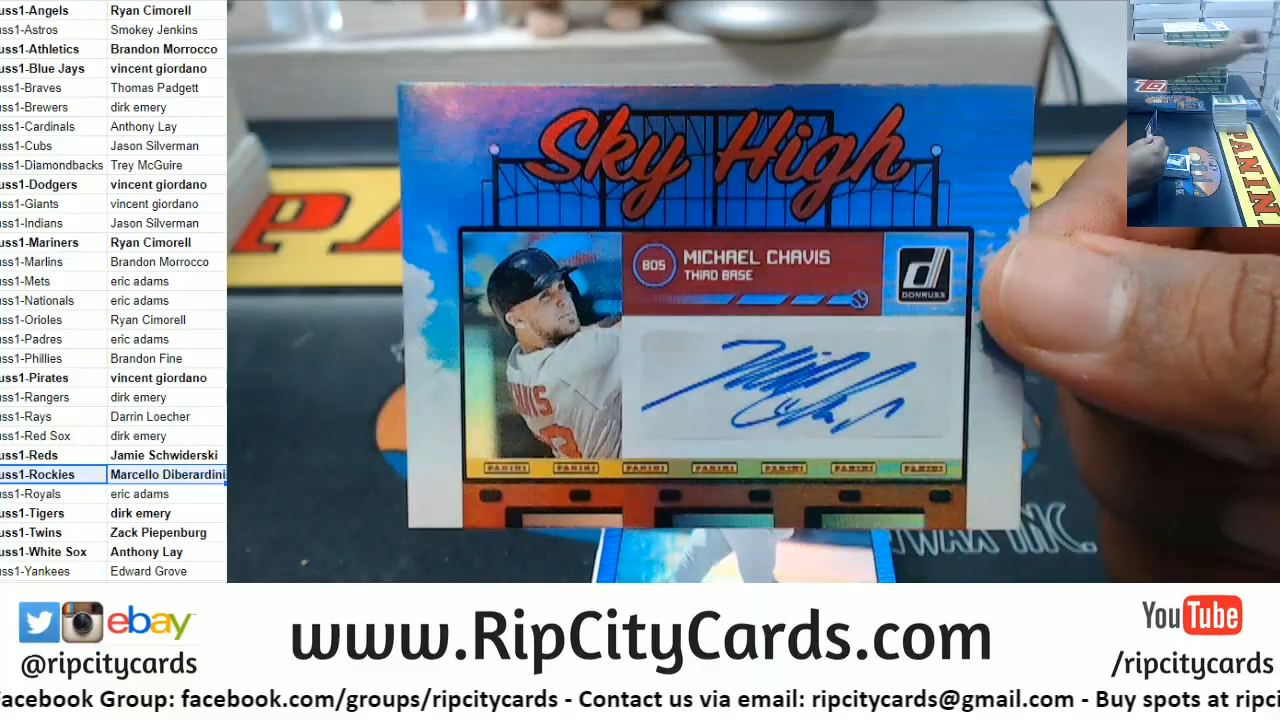 uss1-Angels Ryan Cimorell
uss1-Astros Smokey Jenkins
uss1-Athletics Brandon Morrocco
uss1-Blue Jays vincent giordano
uss1-Braves Thomas Padgett
uss1-Brewers dirk emery
uss1-Cardinals Anthony Lay
uss1-Cubs Jason Silverman
uss1-Diamondbacks Trey McGuire
uss1-Dodgers vincent giordano
uss1-Giants vincent giordano
uss1-Indians Jason Silverman
uss1-Mariners Ryan Cimorell
uss1-Marlins Brandon Morrocco
uss1-Mets eric adams
uss1-Nationals eric adams
uss1-Orioles Ryan Cimorell
uss1-Padres eric adams
uss1-Phillies Brandon Fine
uss1-Pirates vincent giordano
uss1-Rangers dirk emery
uss1-Rays Darrin Loecher
uss1-Red Sox dirk emery
uss1-Reds Jamie Schwiderski
uss1-Rockies Marcello Diberardini
uss1-Royals eric adams
uss1-Tigers dirk emery
uss1-Twins Zack Piepenburg
uss1-White Sox Anthony Lay
uss1-Yankees Edward Grove
Sky High
BOS MICHAEL CHAVIS
THIRD BASE
DONRUSS
PANINI PANINI PANINI PANINI PANINI PANINI PANINI
WAX INC.
PANINI
ebay
@ripcitycards
www.RipCityCards.com
YouTube
/ripcitycards
Facebook Group: facebook.com/groups/ripcitycards - Contact us via email: ripcitycards@gmail.com - Buy spots at ripci